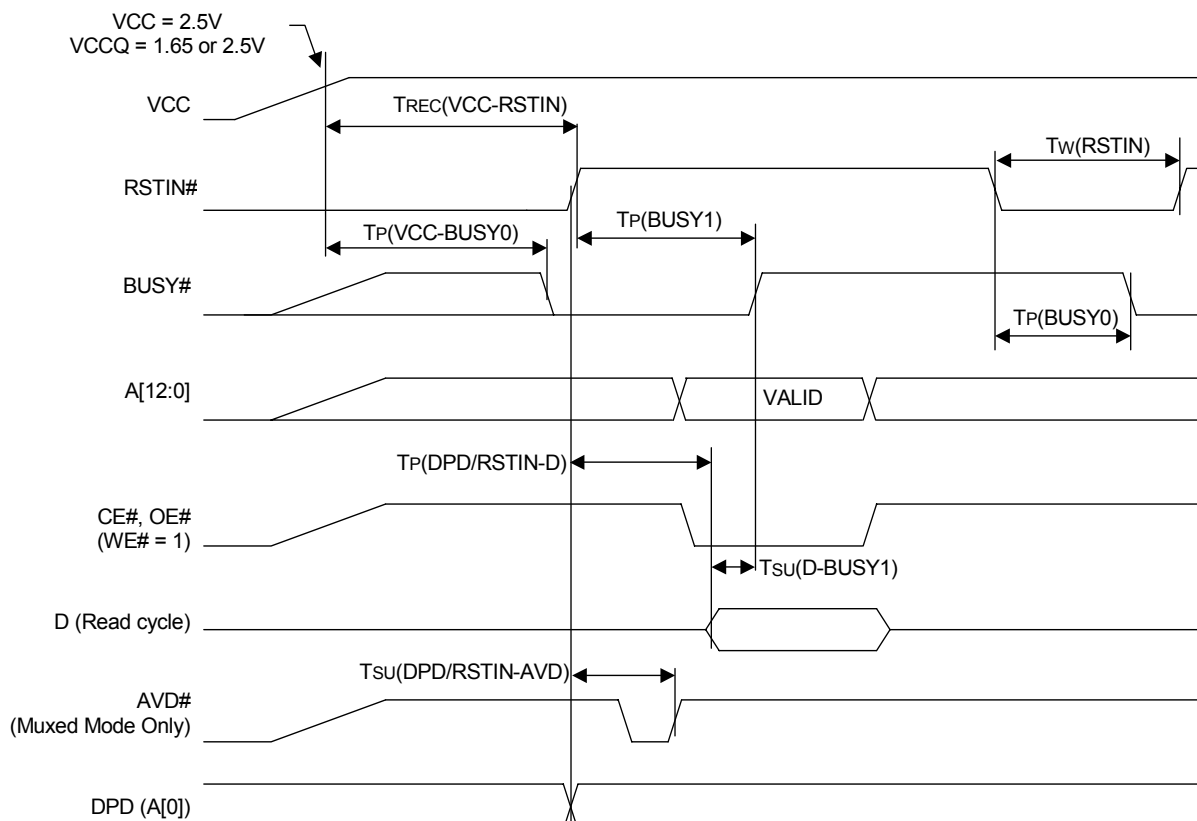 VCC = 2.5V
VCCQ = 1.65 or 2.5V
VCC
TREC(VCC-RSTIN)
TW(RSTIN)
RSTIN#
TP(BUSY1)
TP(VCC-BUSY0)
BUSY#
TP(BUSY0)
A[12:0]
VALID
TP(DPD/RSTIN-D)
CE#, OE#
(WE# = 1)
TSU(D-BUSY1)
D (Read cycle)
TSU(DPD/RSTIN-AVD)
AVD#
(Muxed Mode Only)
DPD (A[0])